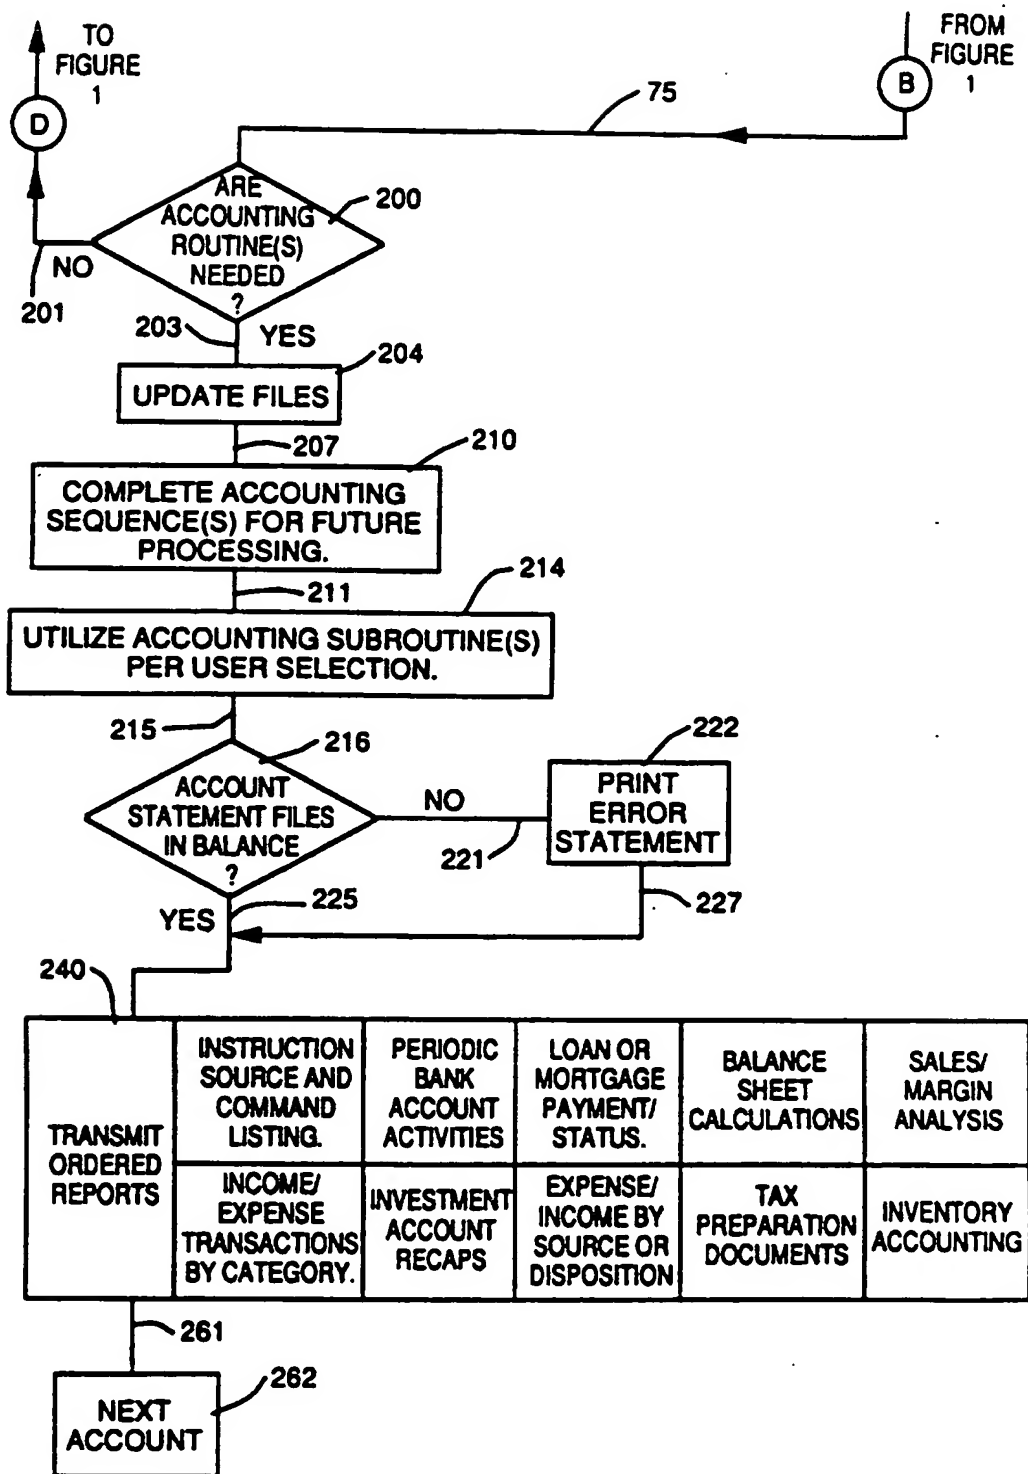 TO
FIGURE
1
FROM
FIGURE
1
D
B
75
ARE
ACCOUNTING
ROUTINE(S)
NEEDED
?
200
NO
201
203
YES
204
UPDATE FILES
207
210
COMPLETE ACCOUNTING
SEQUENCE(S) FOR FUTURE
PROCESSING.
211
214
UTILIZE ACCOUNTING SUBROUTINE(S)
PER USER SELECTION.
215
216
ACCOUNT
STATEMENT FILES
IN BALANCE
?
NO
221
222
PRINT
ERROR
STATEMENT
YES
225
227
240
TRANSMIT
ORDERED
REPORTS
INSTRUCTION
SOURCE AND
COMMAND
LISTING.
PERIODIC
BANK
ACCOUNT
ACTIVITIES
LOAN OR
MORTGAGE
PAYMENT/
STATUS.
BALANCE
SHEET
CALCULATIONS
SALES/
MARGIN
ANALYSIS
INCOME/
EXPENSE
TRANSACTIONS
BY CATEGORY.
INVESTMENT
ACCOUNT
RECAPS
EXPENSE/
INCOME BY
SOURCE OR
DISPOSITION
TAX
PREPARATION
DOCUMENTS
INVENTORY
ACCOUNTING
261
262
NEXT
ACCOUNT